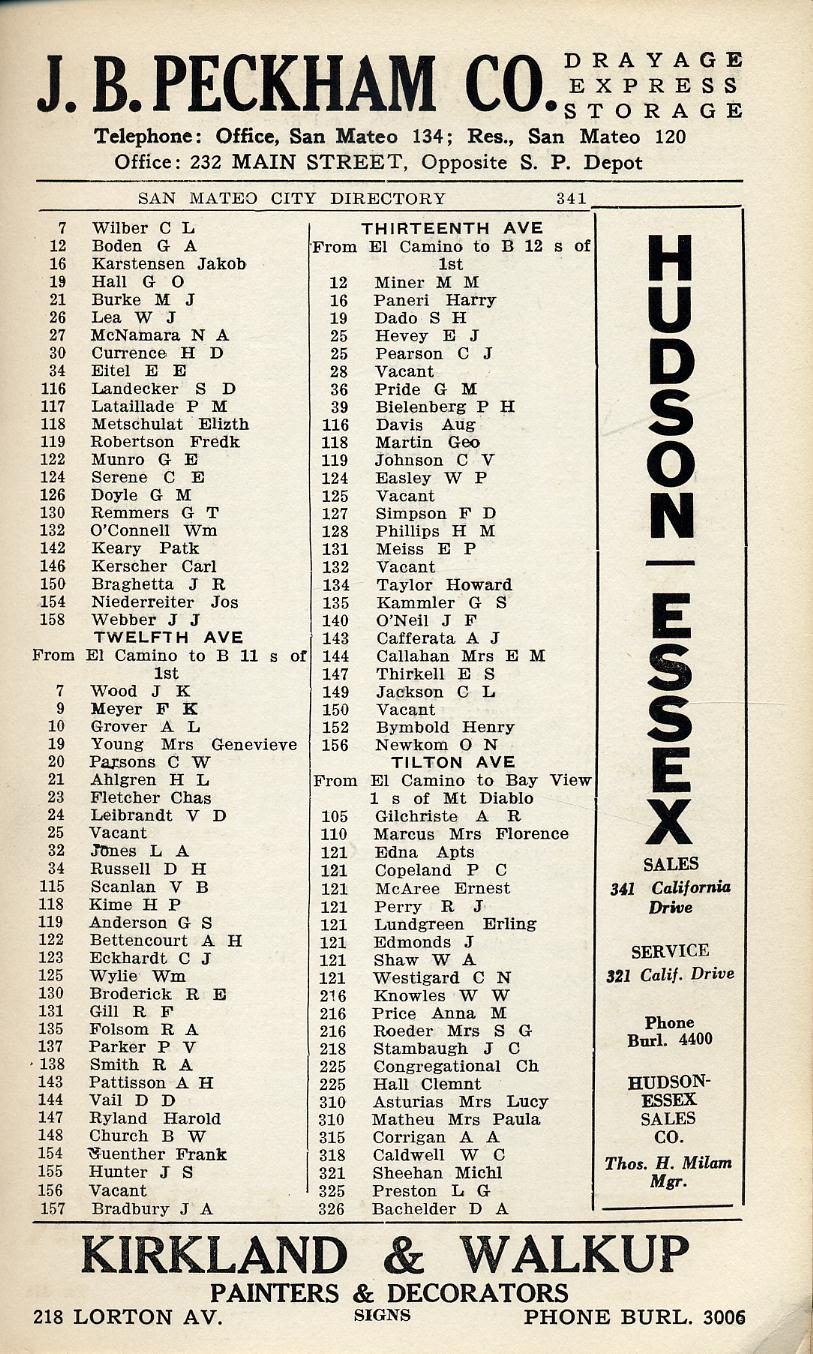 J. B. PECKHAM CO.
DRAYAGE
EXPRESS
STORAGE
Telephone: Office, San Mateo 134; Res., San Mateo 120
Office: 232 MAIN STREET, Opposite S. P. Depot
SAN MATEO CITY DIRECTORY 341
7 Wilber C L
12 Boden G A
16 Karstensen Jakob
19 Hall G O
21 Burke M J
26 Lea W J
27 McNamara N A
30 Currence H D
34 Eitel E E
116 Landecker S D
117 Lataillade P M
118 Metschulat Elizth
119 Robertson Fredk
122 Munro G E
124 Serene C E
126 Doyle G M
130 Remmers G T
132 O'Connell Wm
142 Keary Patk
146 Kerscher Carl
150 Braghetta J R
154 Niederreiter Jos
158 Webber J J
TWELFTH AVE
From El Camino to B 11 s of
1st
7 Wood J K
9 Meyer F K
10 Grover A L
19 Young Mrs Genevieve
20 Parsons C W
21 Ahlgren H L
23 Fletcher Chas
24 Leibrandt V D
25 Vacant
32 Jones L A
34 Russell D H
115 Scanlan V B
118 Kime H P
119 Anderson G S
122 Bettencourt A H
123 Eckhardt C J
125 Wylie Wm
130 Broderick R E
131 Gill R F
135 Folsom R A
137 Parker P V
138 Smith R A
143 Pattisson A H
144 Vail D D
147 Ryland Harold
148 Church B W
154 Guenther Frank
155 Hunter J S
156 Vacant
157 Bradbury J A
THIRTEENTH AVE
From El Camino to B 12 s of
1st
12 Miner M M
16 Paneri Harry
19 Dado S H
25 Hevey E J
25 Pearson C J
28 Vacant
36 Pride G M
39 Bielenberg P H
116 Davis Aug
118 Martin Geo
119 Johnson C V
124 Easley W P
125 Vacant
127 Simpson F D
128 Phillips H M
131 Meiss E P
132 Vacant
134 Taylor Howard
135 Kammler G S
140 O'Neil J F
143 Cafferata A J
144 Callahan Mrs E M
147 Thirkell E S
149 Jackson C L
150 Vacant
152 Bymbold Henry
156 Newkom O N
TILTON AVE
From El Camino to Bay View
1 s of Mt Diablo
105 Gilchriste A R
110 Marcus Mrs Florence
121 Edna Apts
121 Copeland P C
121 McAree Ernest
121 Perry R J
121 Lundgreen Erling
121 Edmonds J
121 Shaw W A
121 Westigard C N
216 Knowles W W
216 Price Anna M
216 Roeder Mrs S G
218 Stambaugh J C
225 Congregational Ch
225 Hall Clemnt
310 Asturias Mrs Lucy
310 Matheu Mrs Paula
315 Corrigan A A
318 Caldwell W C
321 Sheehan Michl
325 Preston L G
326 Bachelder D A
HUDSON-ESSEX
SALES
341 California
Drive
SERVICE
321 Calif. Drive
Phone
Burl. 4400
HUDSON-
ESSEX
SALES
CO.
Thos. H. Milam
Mgr.
KIRKLAND & WALKUP
PAINTERS & DECORATORS
218 LORTON AV. SIGNS PHONE BURL. 3006